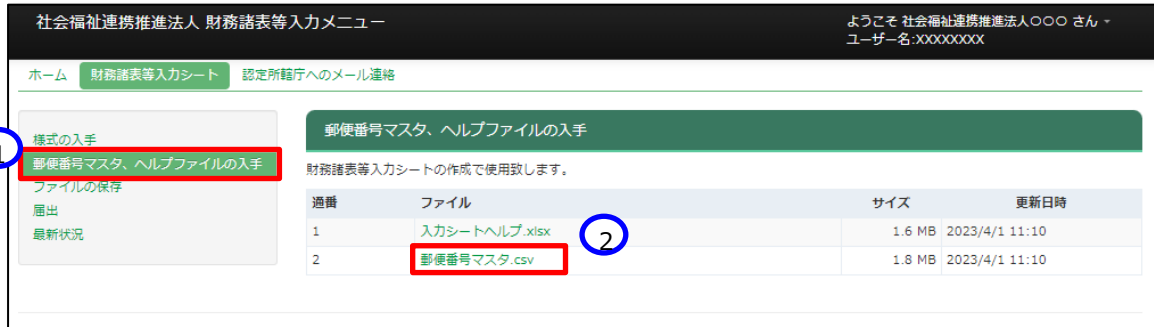 社会福祉連携推進法人 財務諸表等入力メニュー
ようこそ 社会福祉連携推進法人〇〇〇 さん
ユーザー名:XXXXXXXX
ホーム 財務諸表等入力シート 認定所轄庁へのメール連絡
様式の入手
郵便番号マスタ、ヘルプファイルの入手
ファイルの保存
届出
最新状況
1
郵便番号マスタ、ヘルプファイルの入手
財務諸表等入力シートの作成で使用致します。
通番 ファイル サイズ 更新日時
1 入力シートヘルプ.xlsx 1.6 MB 2023/4/1 11:10
2 郵便番号マスタ.csv 1.8 MB 2023/4/1 11:10
2